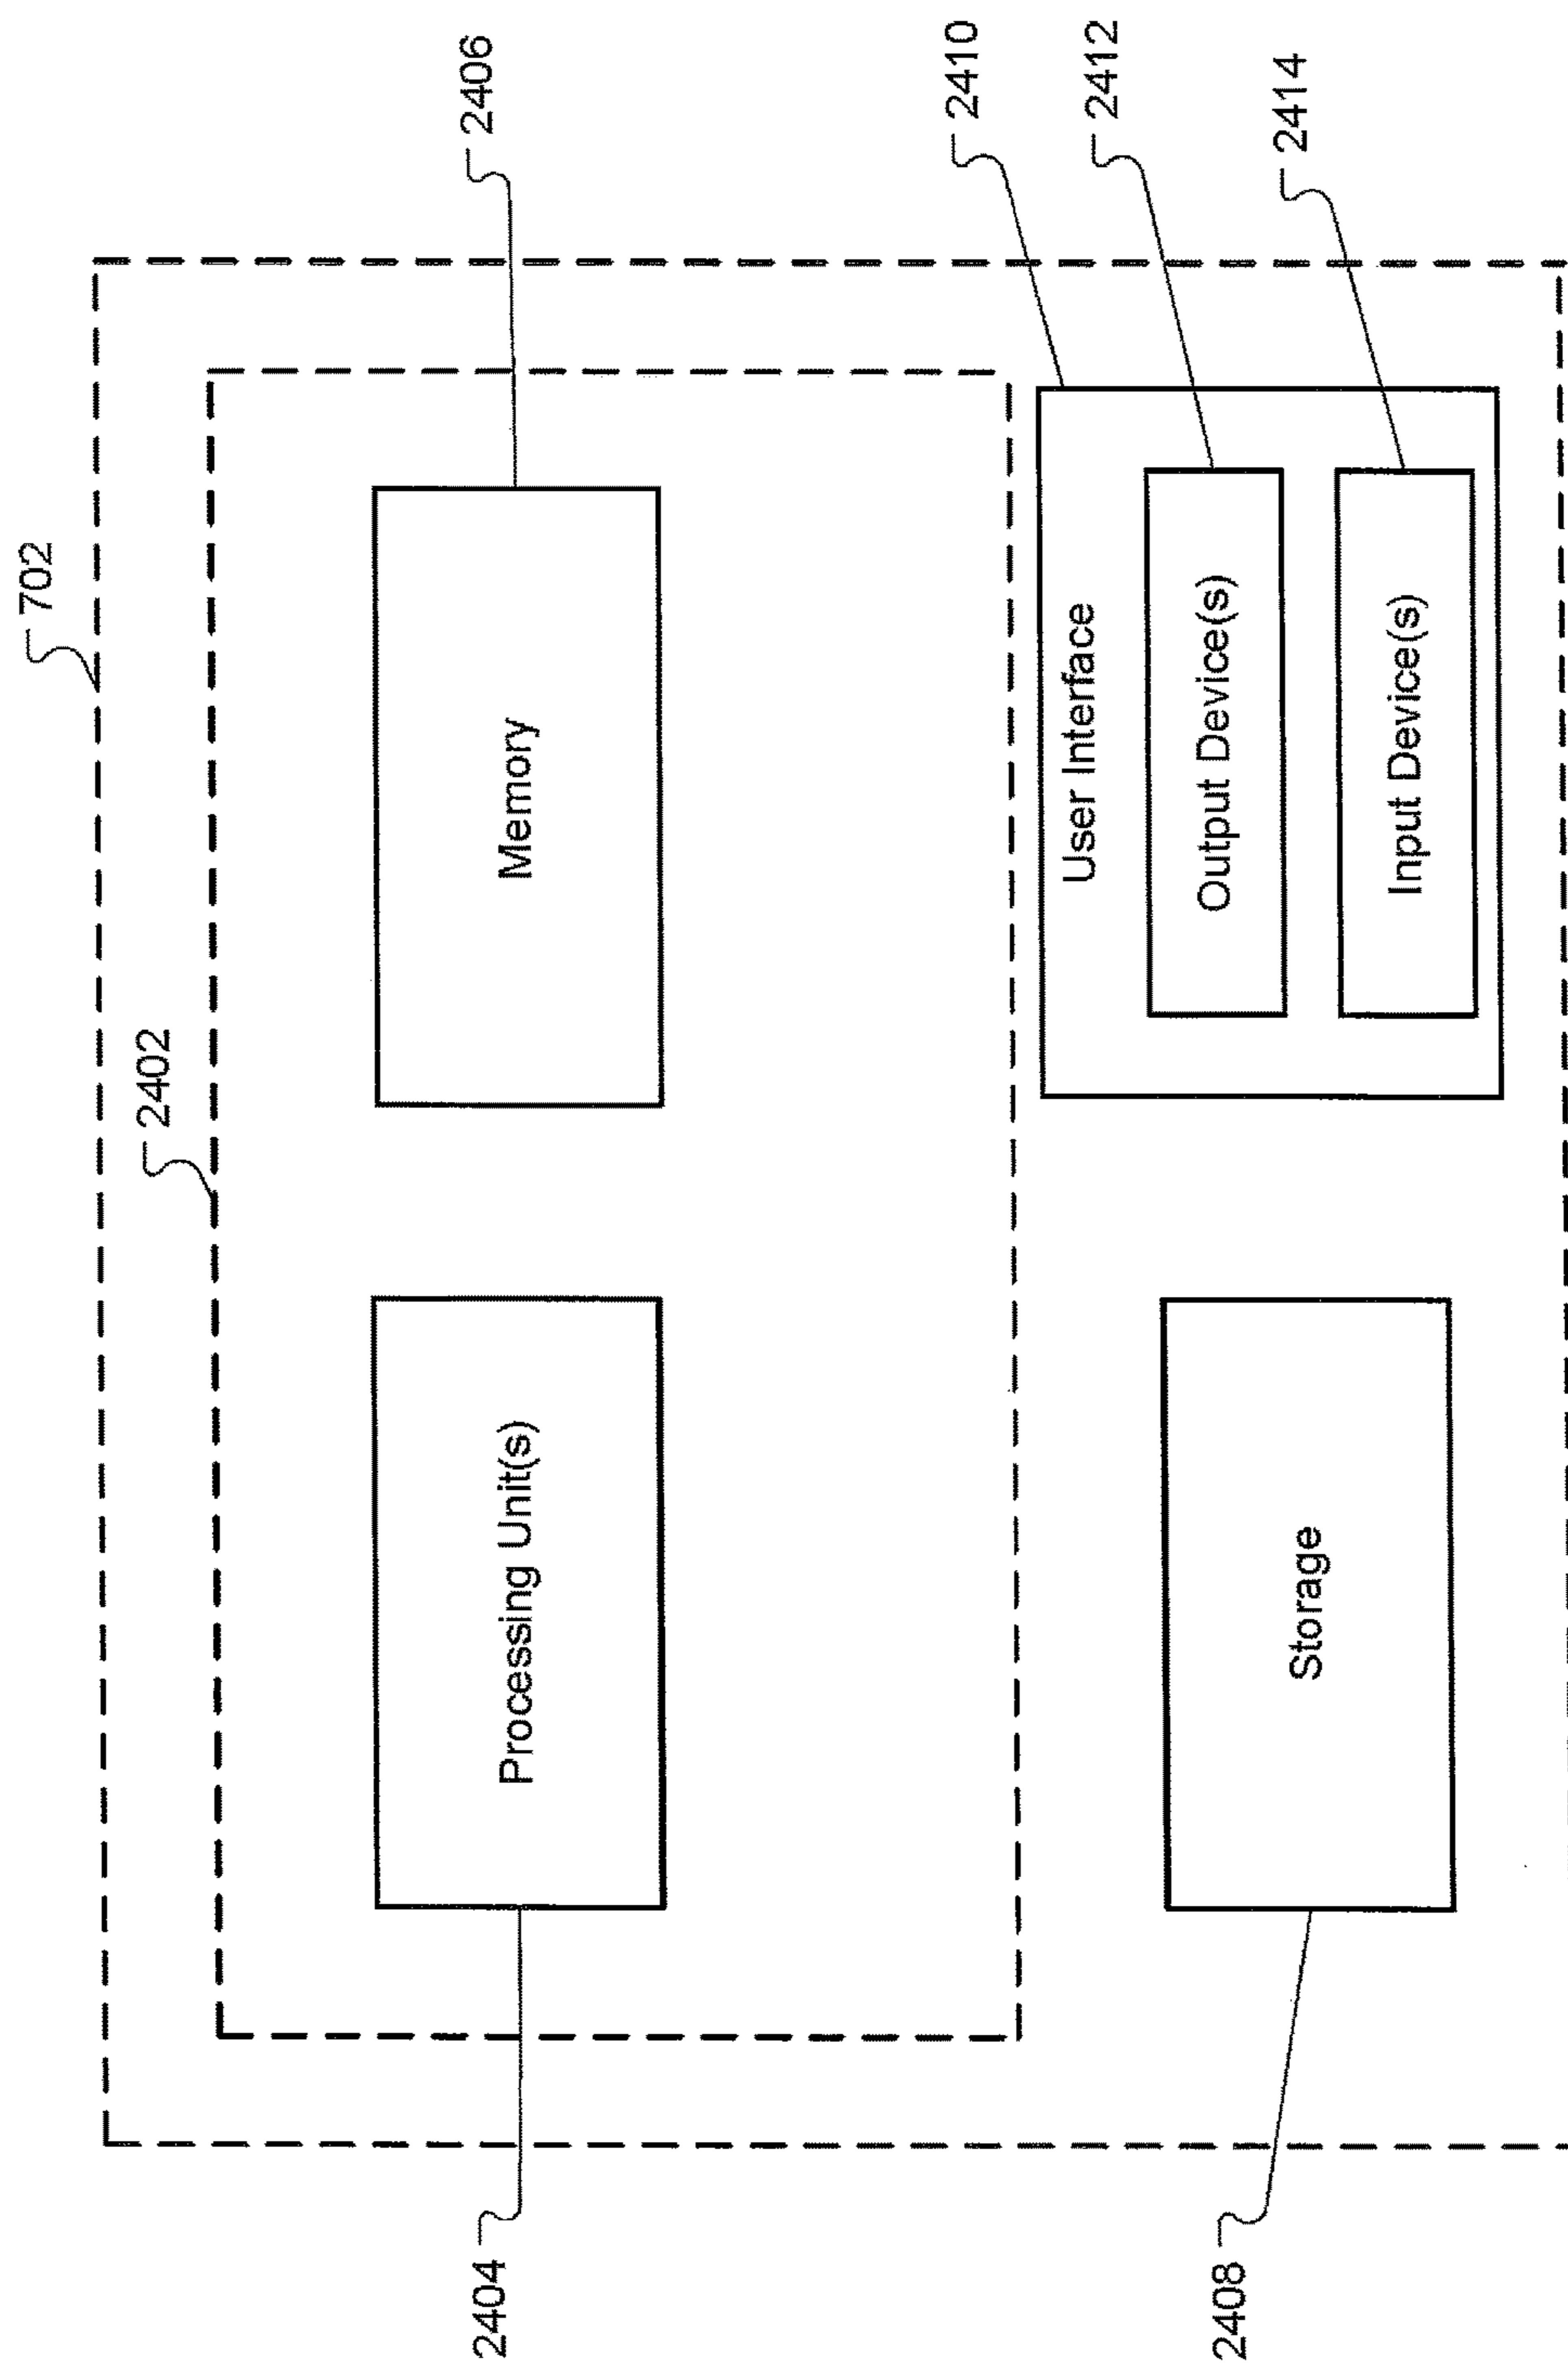 702
2402
2404
Processing Unit(s)
Memory
2406
2408
Storage
User Interface
2410
Output Device(s)
2412
Input Device(s)
2414